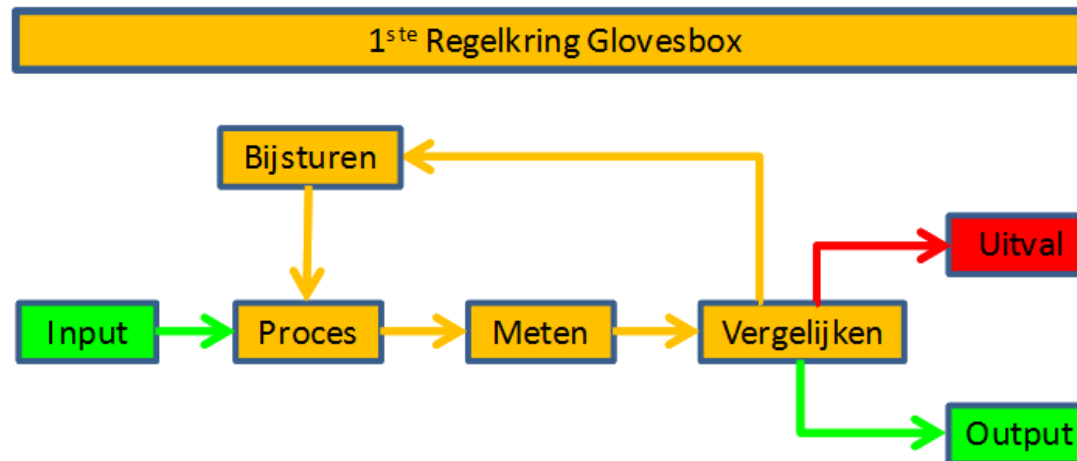 1ste Regelkring Glovesbox
Bijsturen
Uitval
Input
Proces
Meten
Vergelijken
Output